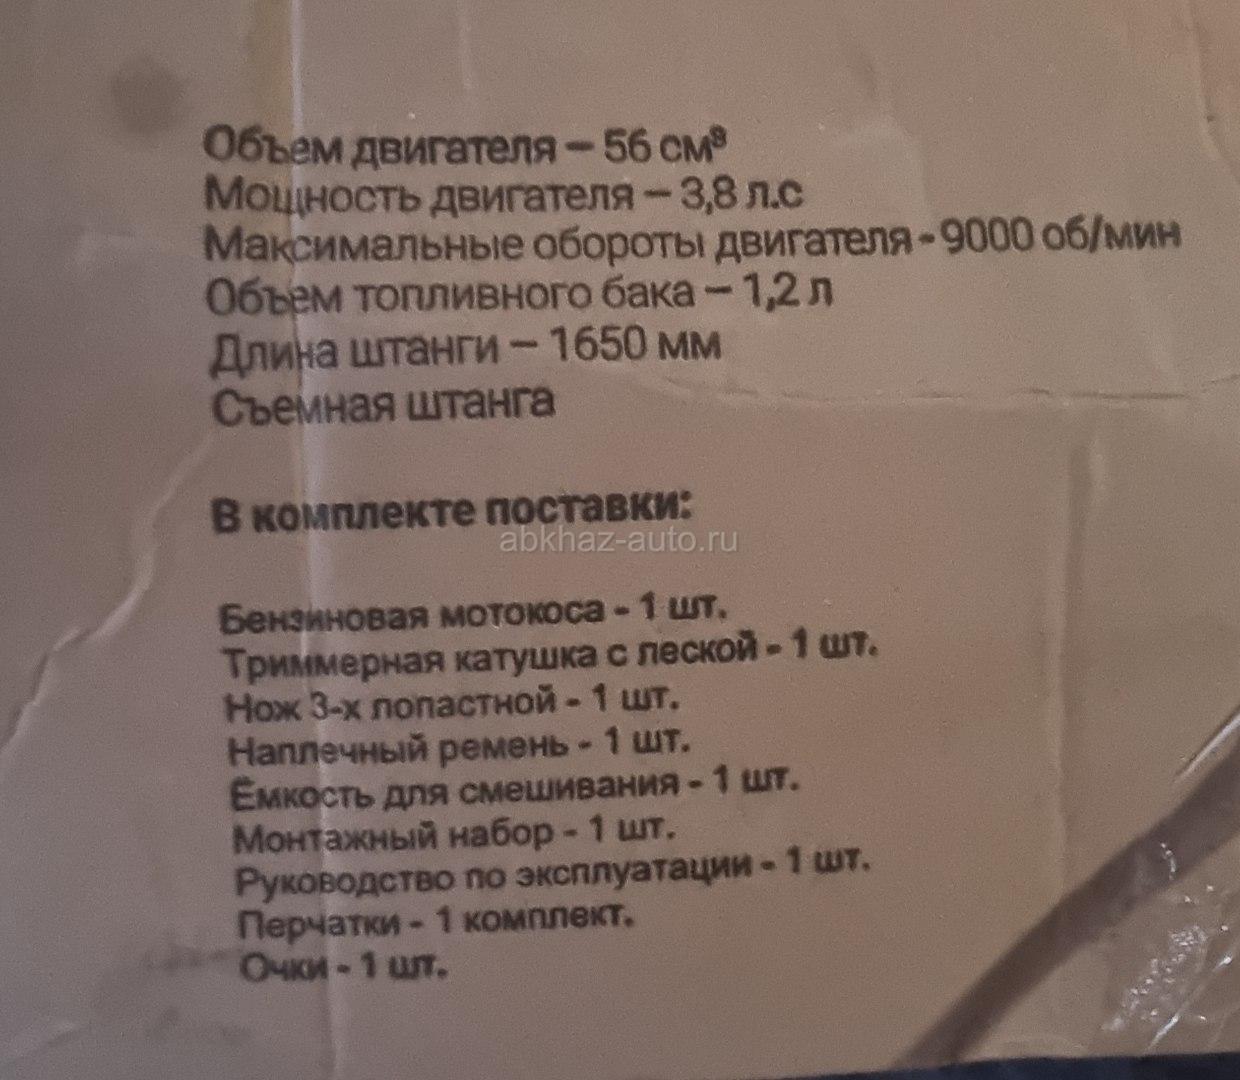 Объем двигателя – 56 см³
Мощность двигателя – 3,8 л.с
Максимальные обороты двигателя - 9000 об/мин
Объем топливного бака – 1,2 л
Длина штанги – 1650 мм
Съемная штанга
В комплекте поставки:
abkhaz-auto.ru
Бензиновая мотокоса - 1 шт.
Триммерная катушка с леской - 1 шт.
Нож 3-х лопастной - 1 шт.
Наплечный ремень - 1 шт.
Ёмкость для смешивания - 1 шт.
Монтажный набор - 1 шт.
Руководство по эксплуатации - 1 шт.
Перчатки - 1 комплект.
Очки - 1 шт.